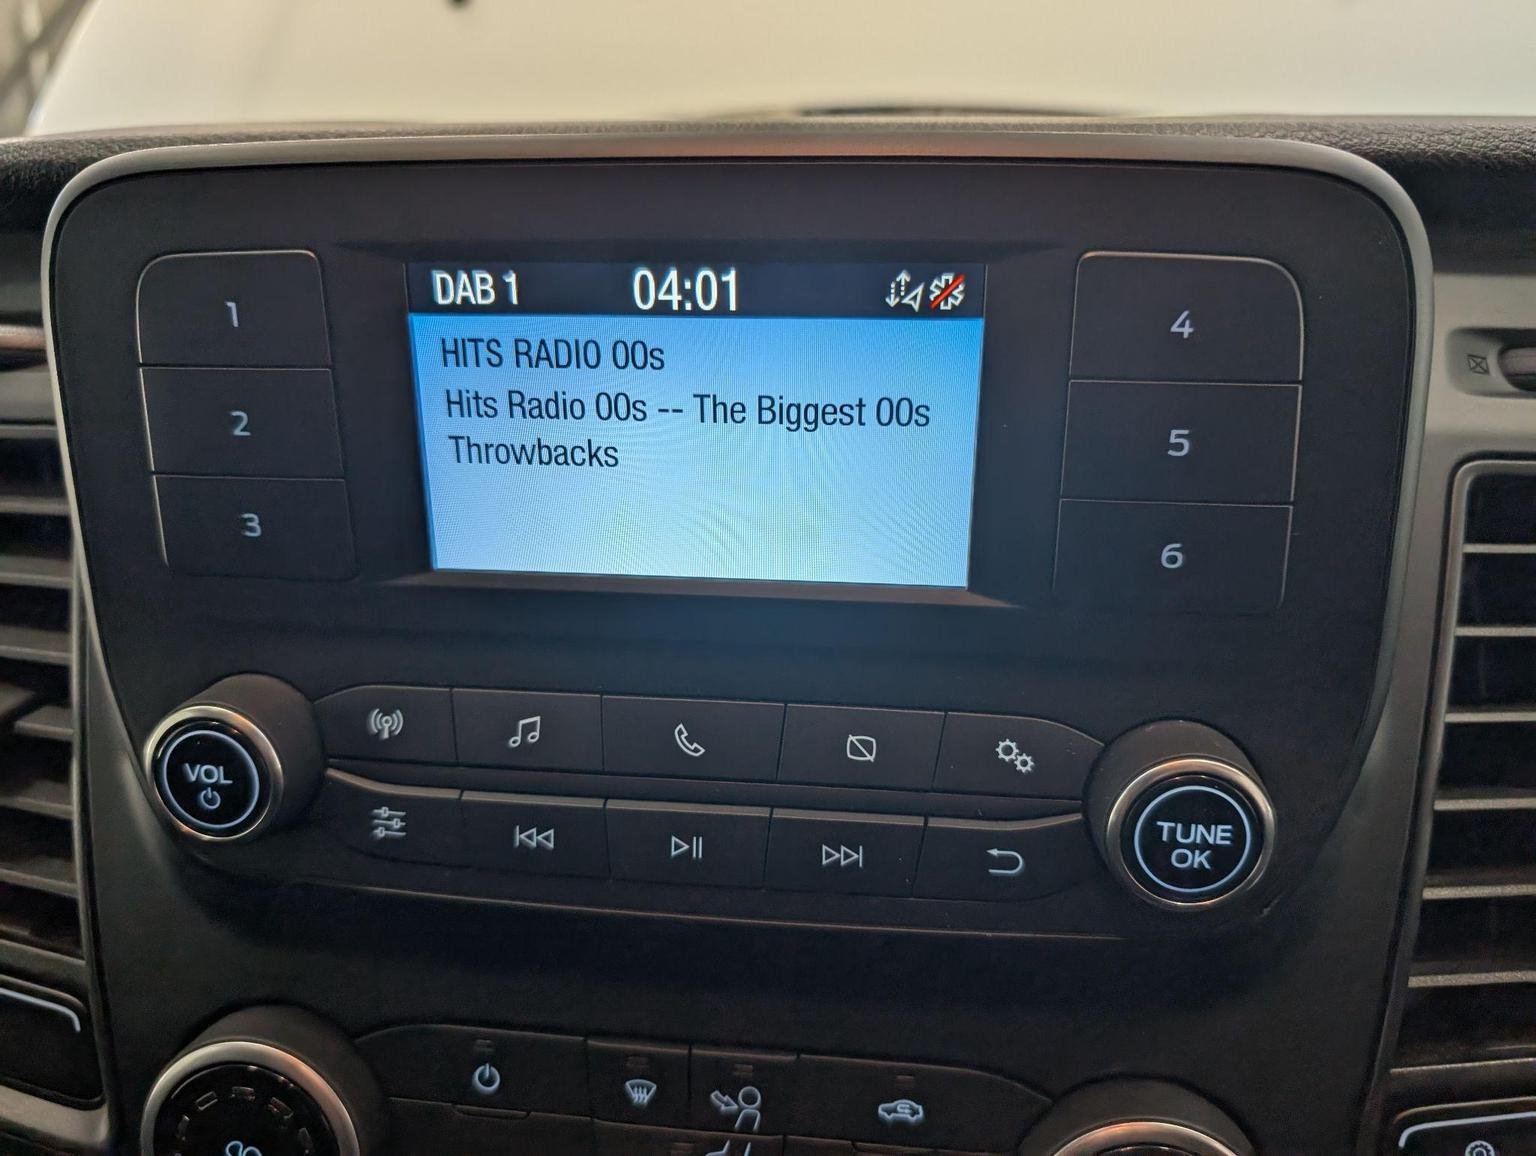 DAB 1 04:01
HITS RADIO 00s
Hits Radio 00s -- The Biggest 00s
Throwbacks
1
2
3
4
5
6
VOL
TUNE
OK